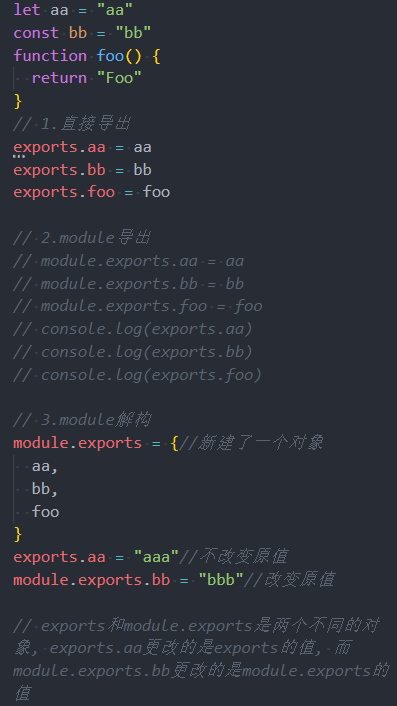 let aa = "aa"
const bb = "bb"
function foo() {
  return "Foo"
}
// 1.直接导出
exports.aa = aa
exports.bb = bb
exports.foo = foo

// 2.module导出
// module.exports.aa = aa
// module.exports.bb = bb
// module.exports.foo = foo
// console.log(exports.aa)
// console.log(exports.bb)
// console.log(exports.foo)

// 3.module解构
module.exports = {//新建了一个对象
  aa,
  bb,
  foo
}
exports.aa = "aaa"//不改变原值
module.exports.bb = "bbb"//改变原值

// exports和module.exports是两个不同的对
象, exports.aa更改的是exports的值, 而
module.exports.bb更改的是module.exports的
值